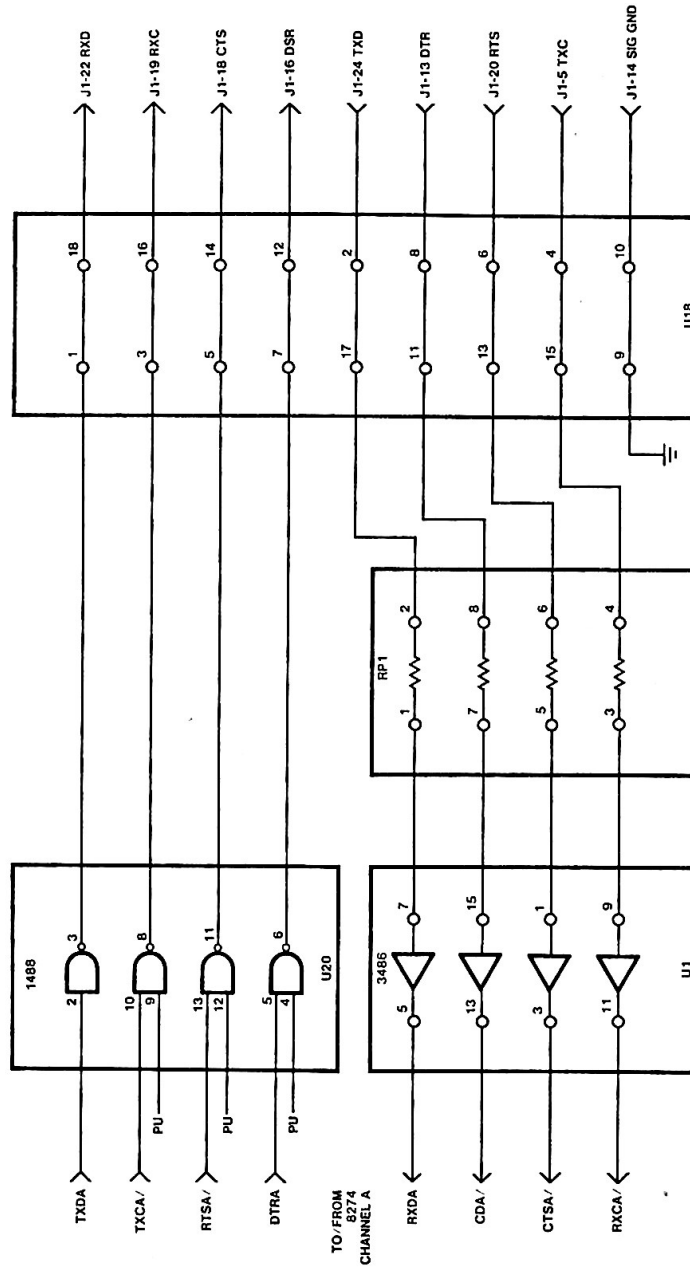 J1-22 RXD
J1-19 RXC
J1-18 CTS
J1-16 DSR
J1-24 TXD
J1-13 DTR
J1-20 RTS
J1-5 TXC
J1-14 SIG GND
18
16
14
12
2
8
6
4
10
1
3
5
7
17
11
13
15
9
U18
RP1
2
8
6
4
1
7
5
3
1488
3
8
11
6
2
10
9
13
12
5
4
U20
PU
PU
PU
3486
7
15
1
9
5
13
3
11
U1
TXDA
TXCA/
RTSA/
DTRA
TO/FROM
8274
CHANNEL A
RXDA
CDA/
CTSA/
RXCA/